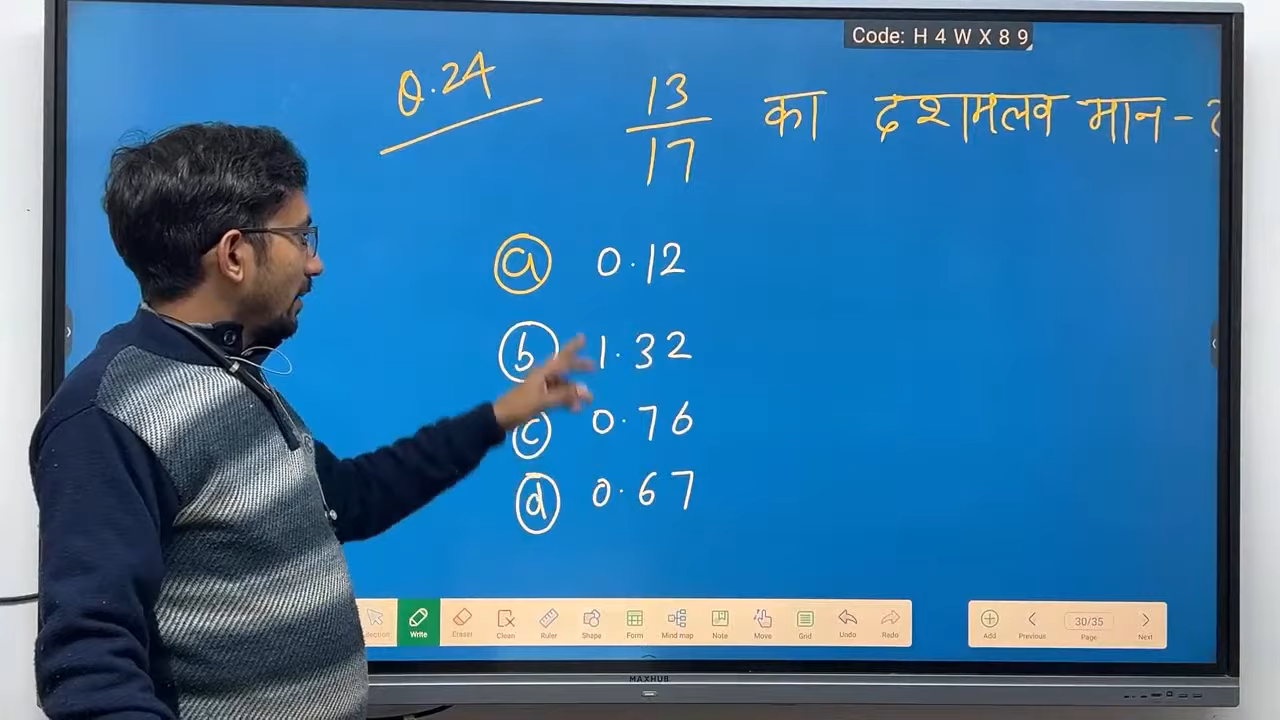 Code: H 4 W X 8 9
0.24
13/17 का दशमलव मान -
a 0.12
b 1.32
c 0.76
d 0.67
Write Eraser Clean Ruler Shape Form Mind map Note Move Grid Undo Redo
Add Previous 30/35 Page Next
MAXHUB